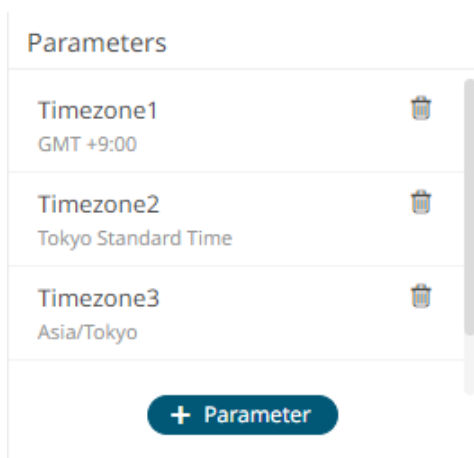 Parameters
Timezone1
GMT +9:00
Timezone2
Tokyo Standard Time
Timezone3
Asia/Tokyo
+ Parameter